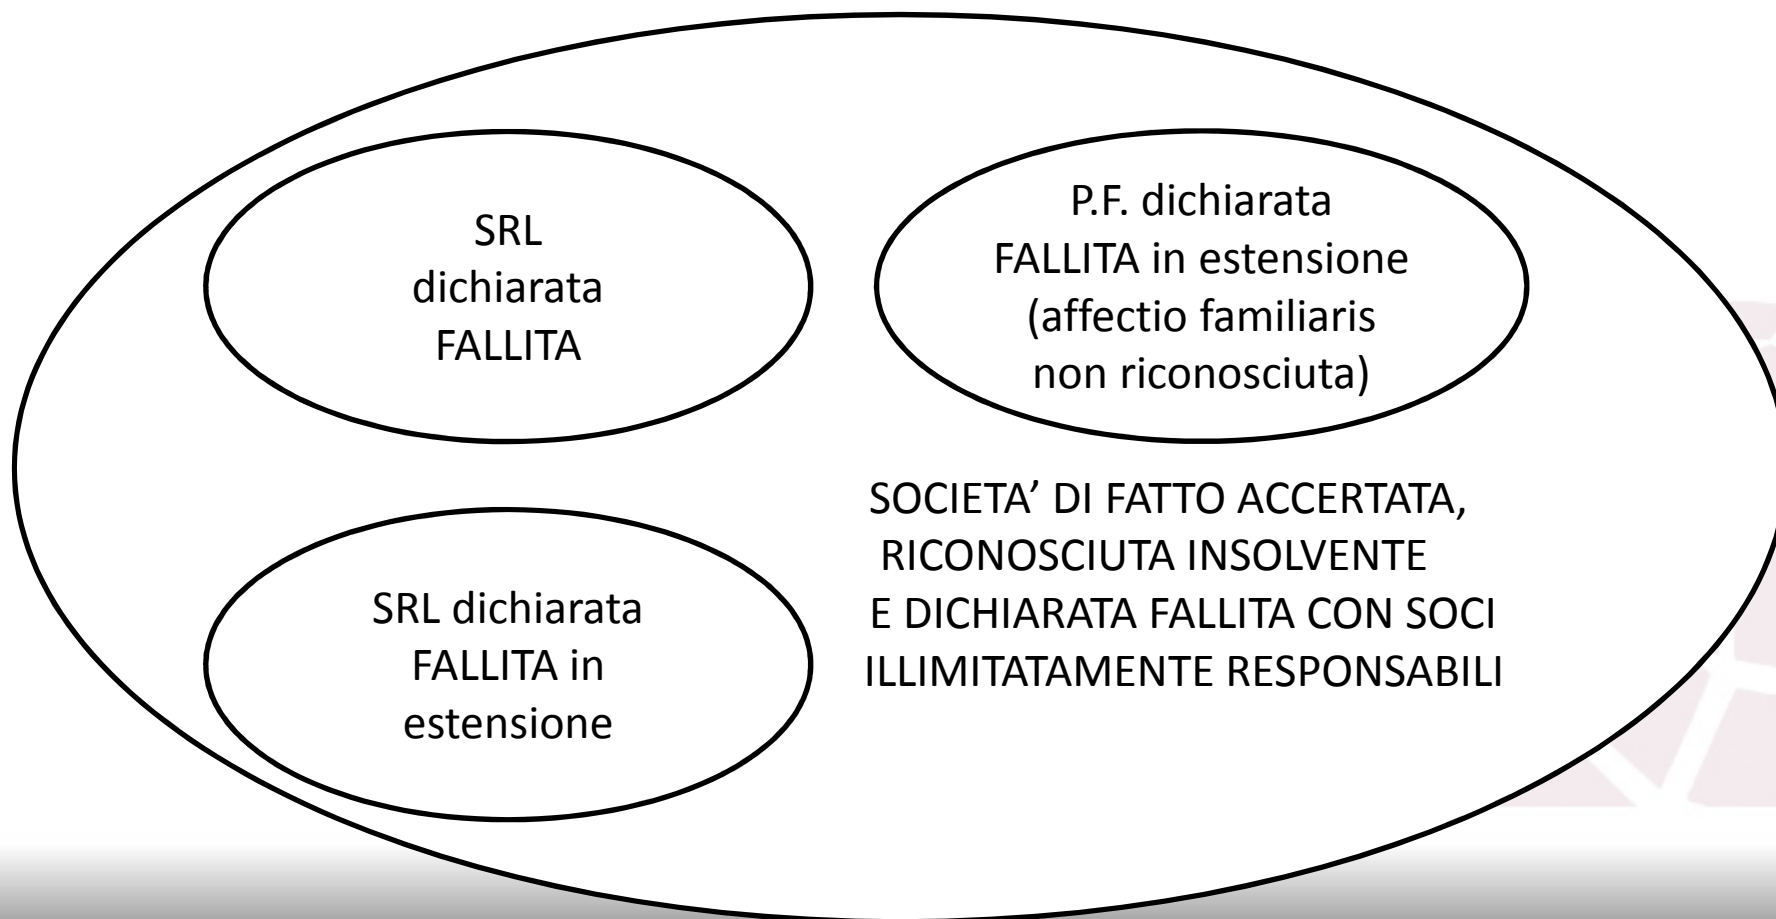 SRL
dichiarata
FALLITA
P.F. dichiarata
FALLITA in estensione
(affectio familiaris
non riconosciuta)
SRL dichiarata
FALLITA in
estensione
SOCIETA’ DI FATTO ACCERTATA,
RICONOSCIUTA INSOLVENTE
E DICHIARATA FALLITA CON SOCI
ILLIMITATAMENTE RESPONSABILI